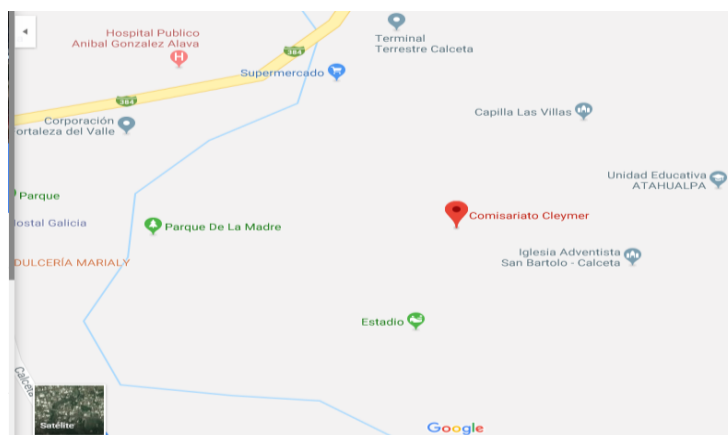 Hospital Publico
Anibal Gonzalez Alava
384
Terminal
Terrestre Calceta
Supermercado
384
Corporación
ortaleza del Valle
Capilla Las Villas
Unidad Educativa
ATAHUALPA
Parque
Comisariato Cleymer
ostal Galicia
Parque De La Madre
Iglesia Adventista
San Bartolo - Calceta
DULCERÍA MARIALY
Estadio
Calceta
Satélite
Google